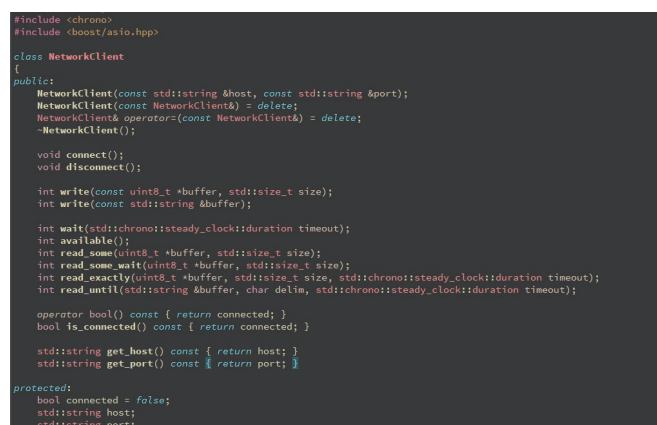 #include <chrono>
#include <boost/asio.hpp>
class NetworkClient
{
public:
NetworkClient(const std::string &host, const std::string &port);
NetworkClient(const NetworkClient&) = delete;
NetworkClient& operator=(const NetworkClient&) = delete;
~NetworkClient();
void connect();
void disconnect();
int write(const uint8_t *buffer, std::size_t size);
int write(const std::string &buffer);
int wait(std::chrono::steady_clock::duration timeout);
int available();
int read_some(uint8_t *buffer, std::size_t size);
int read_some_wait(uint8_t *buffer, std::size_t size);
int read_exactly(uint8_t *buffer, std::size_t size, std::chrono::steady_clock::duration timeout);
int read_until(std::string &buffer, char delim, std::chrono::steady_clock::duration timeout);
operator bool() const { return connected; }
bool is_connected() const { return connected; }
std::string get_host() const { return host; }
std::string get_port() const { return port; }
protected:
bool connected = false;
std::string host;
std::string port;